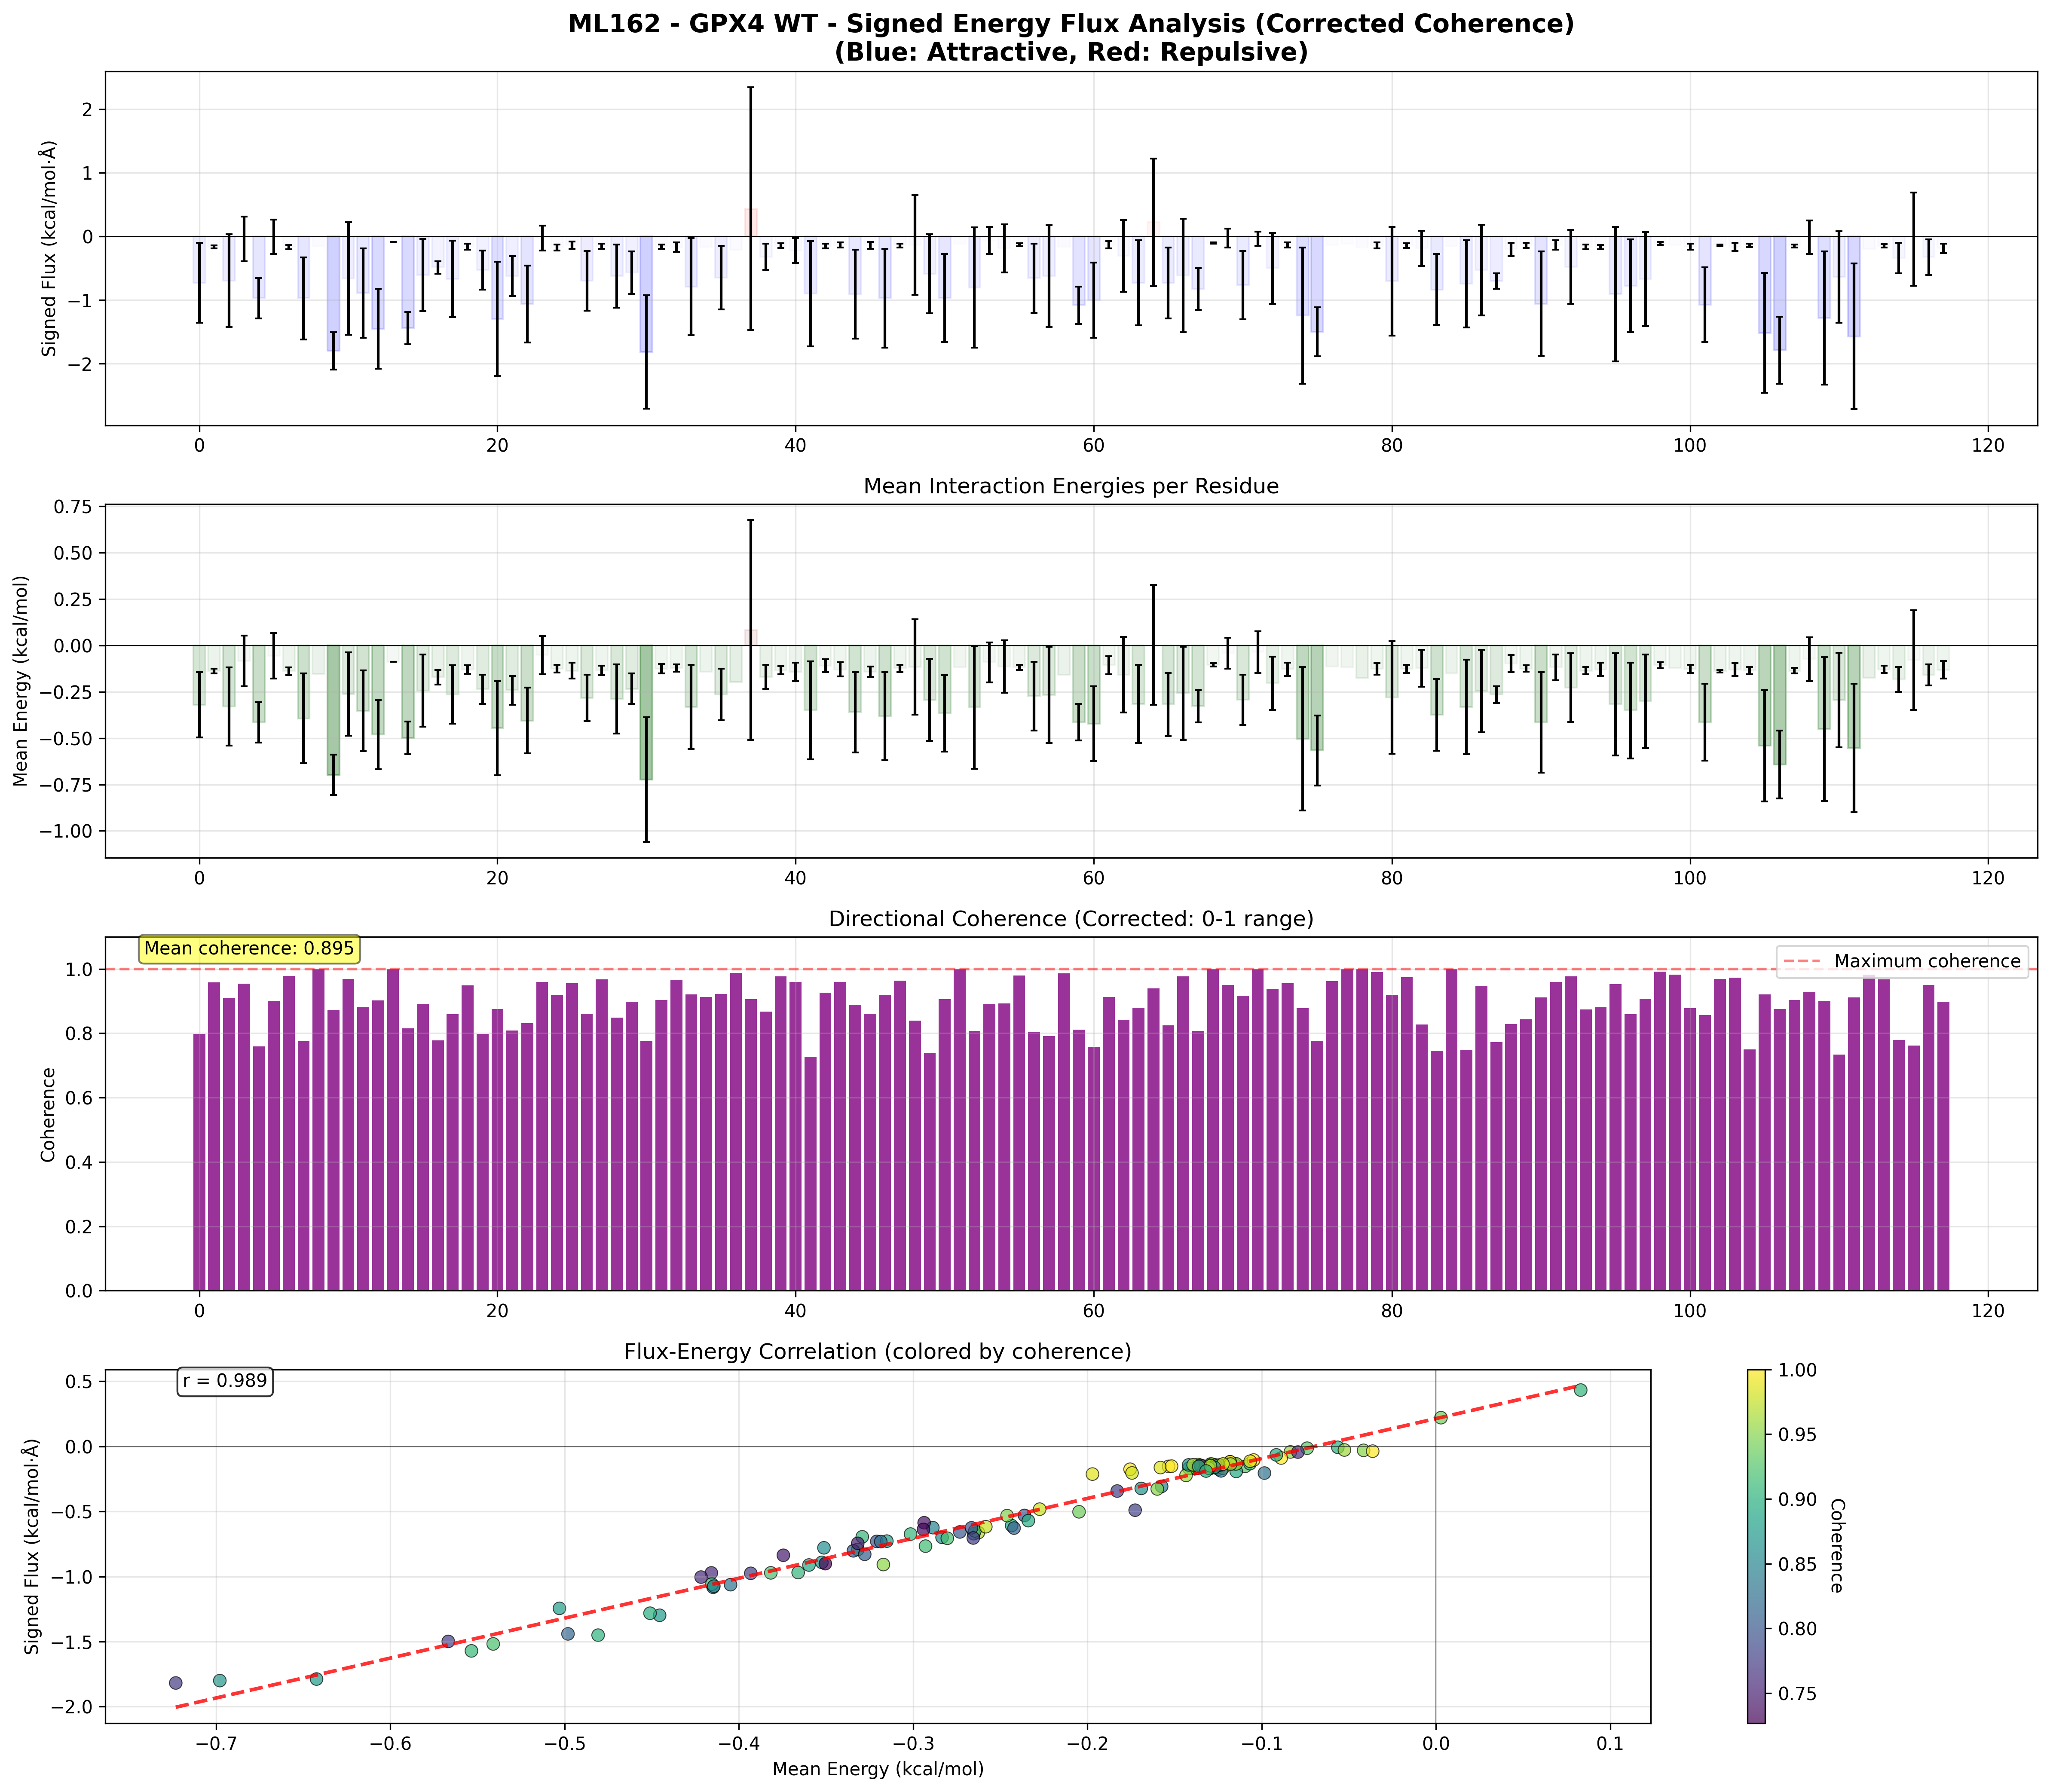 ML162 - GPX4 WT - Signed Energy Flux Analysis (Corrected Coherence)
(Blue: Attractive, Red: Repulsive)
Signed Flux (kcal/mol·Å)
2
1
0
−1
−2
0 20 40 60 80 100 120
Mean Interaction Energies per Residue
Mean Energy (kcal/mol)
0.75
0.50
0.25
0.00
−0.25
−0.50
−0.75
−1.00
0 20 40 60 80 100 120
Directional Coherence (Corrected: 0-1 range)
Mean coherence: 0.895
Maximum coherence
Coherence
1.0
0.8
0.6
0.4
0.2
0.0
0 20 40 60 80 100 120
Flux-Energy Correlation (colored by coherence)
r = 0.989
Signed Flux (kcal/mol·Å)
0.5
0.0
−0.5
−1.0
−1.5
−2.0
−0.7 −0.6 −0.5 −0.4 −0.3 −0.2 −0.1 0.0 0.1
Mean Energy (kcal/mol)
1.00
0.95
0.90
0.85
0.80
0.75
Coherence